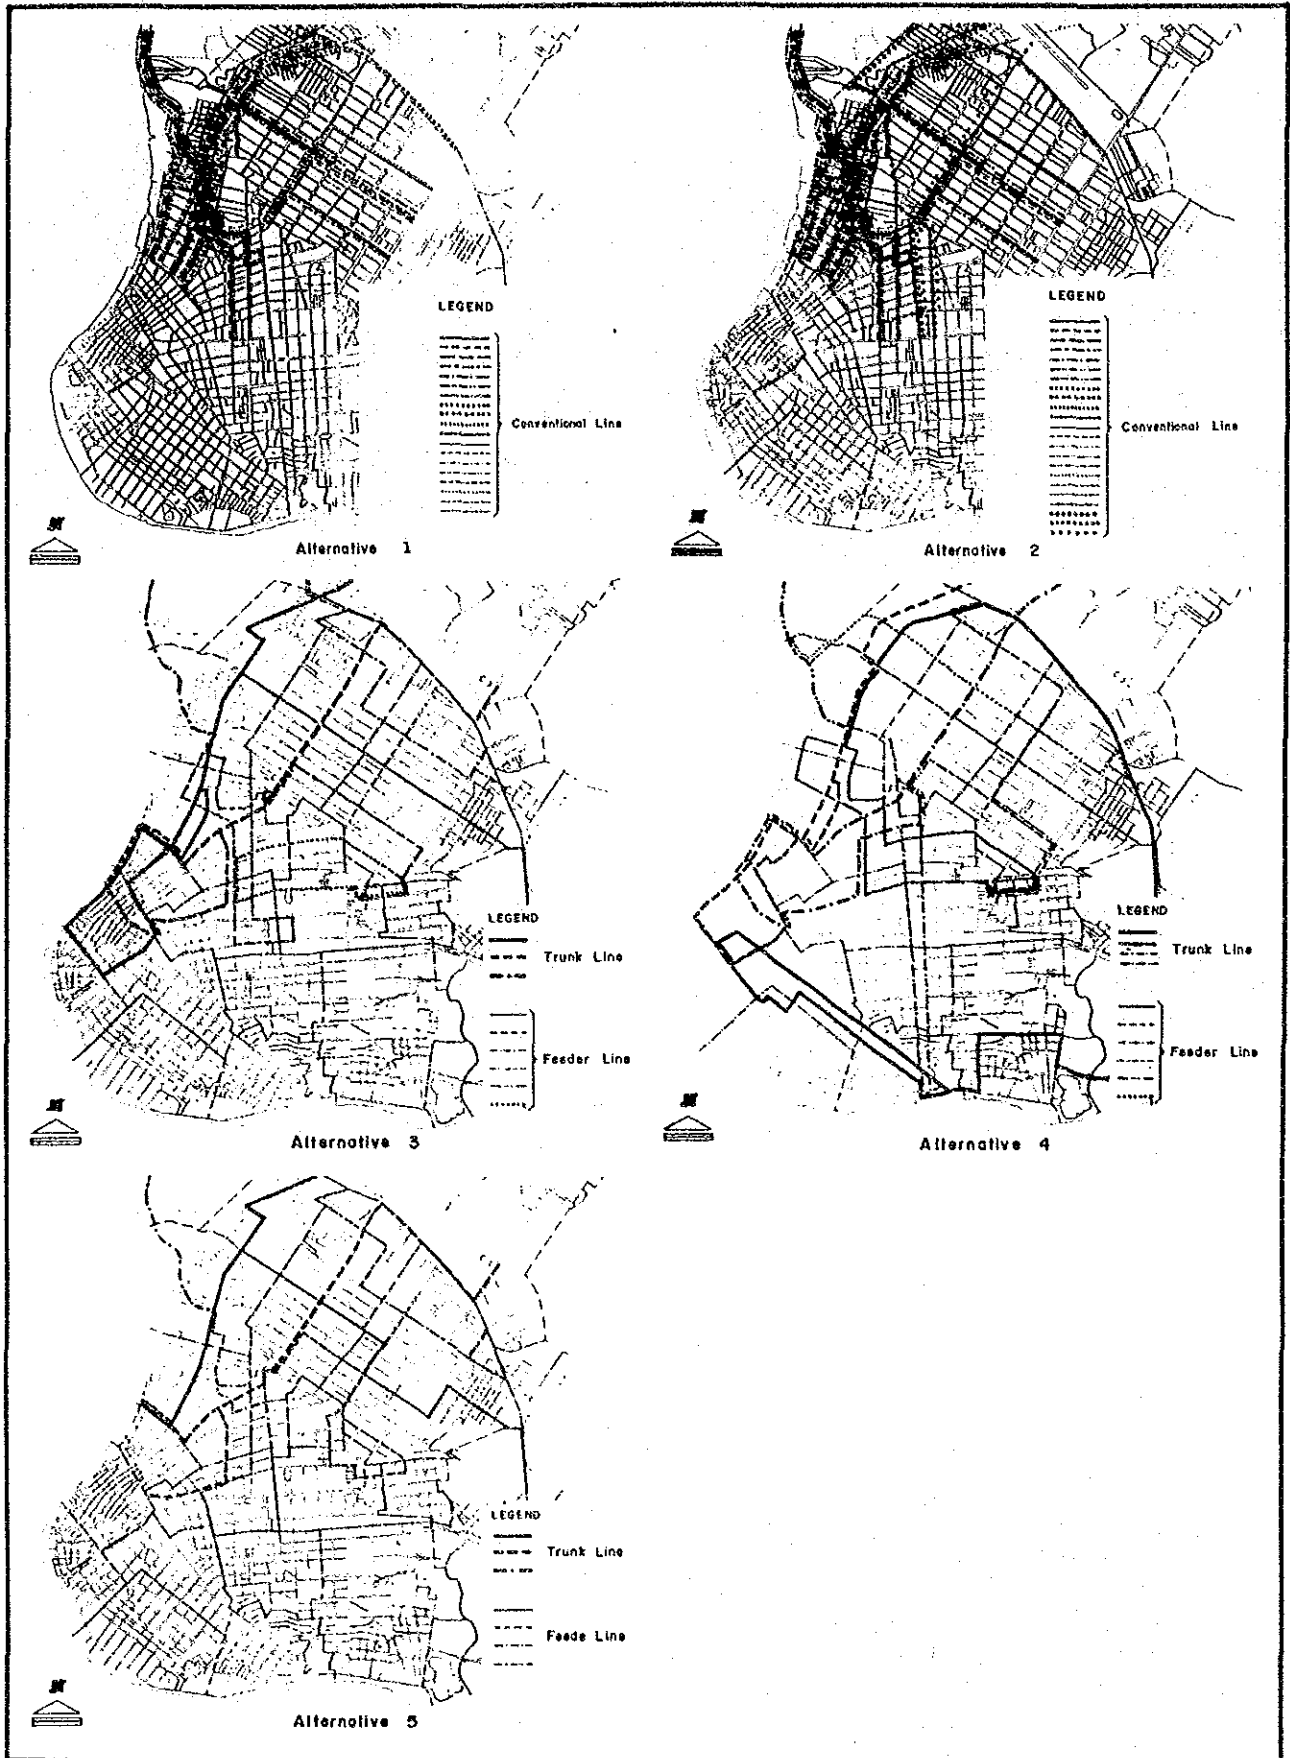 LEGEND
Conventional Line
N
Alternative 1
LEGEND
Conventional Line
N
Alternative 2
LEGEND
Trunk Line
Feeder Line
N
Alternative 3
LEGEND
Trunk Line
Feeder Line
N
Alternative 4
LEGEND
Trunk Line
Feede Line
N
Alternative 5